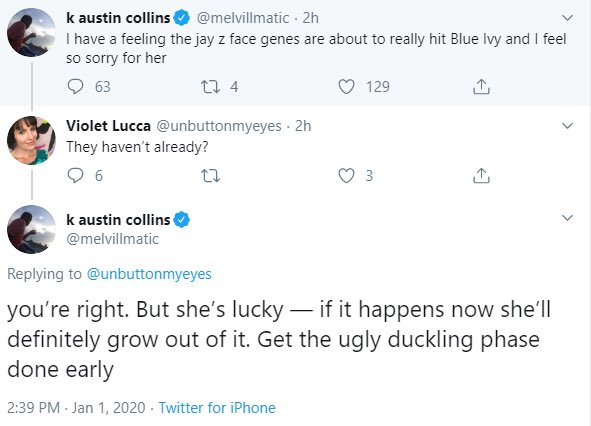 k austin collins @melvillmatic · 2h
I have a feeling the jay z face genes are about to really hit Blue Ivy and I feel
so sorry for her
63 4 129
Violet Lucca @unbuttonmyeyes · 2h
They haven't already?
6 3
k austin collins
@melvillmatic
Replying to @unbuttonmyeyes
you're right. But she's lucky — if it happens now she'll
definitely grow out of it. Get the ugly duckling phase
done early
2:39 PM · Jan 1, 2020 · Twitter for iPhone